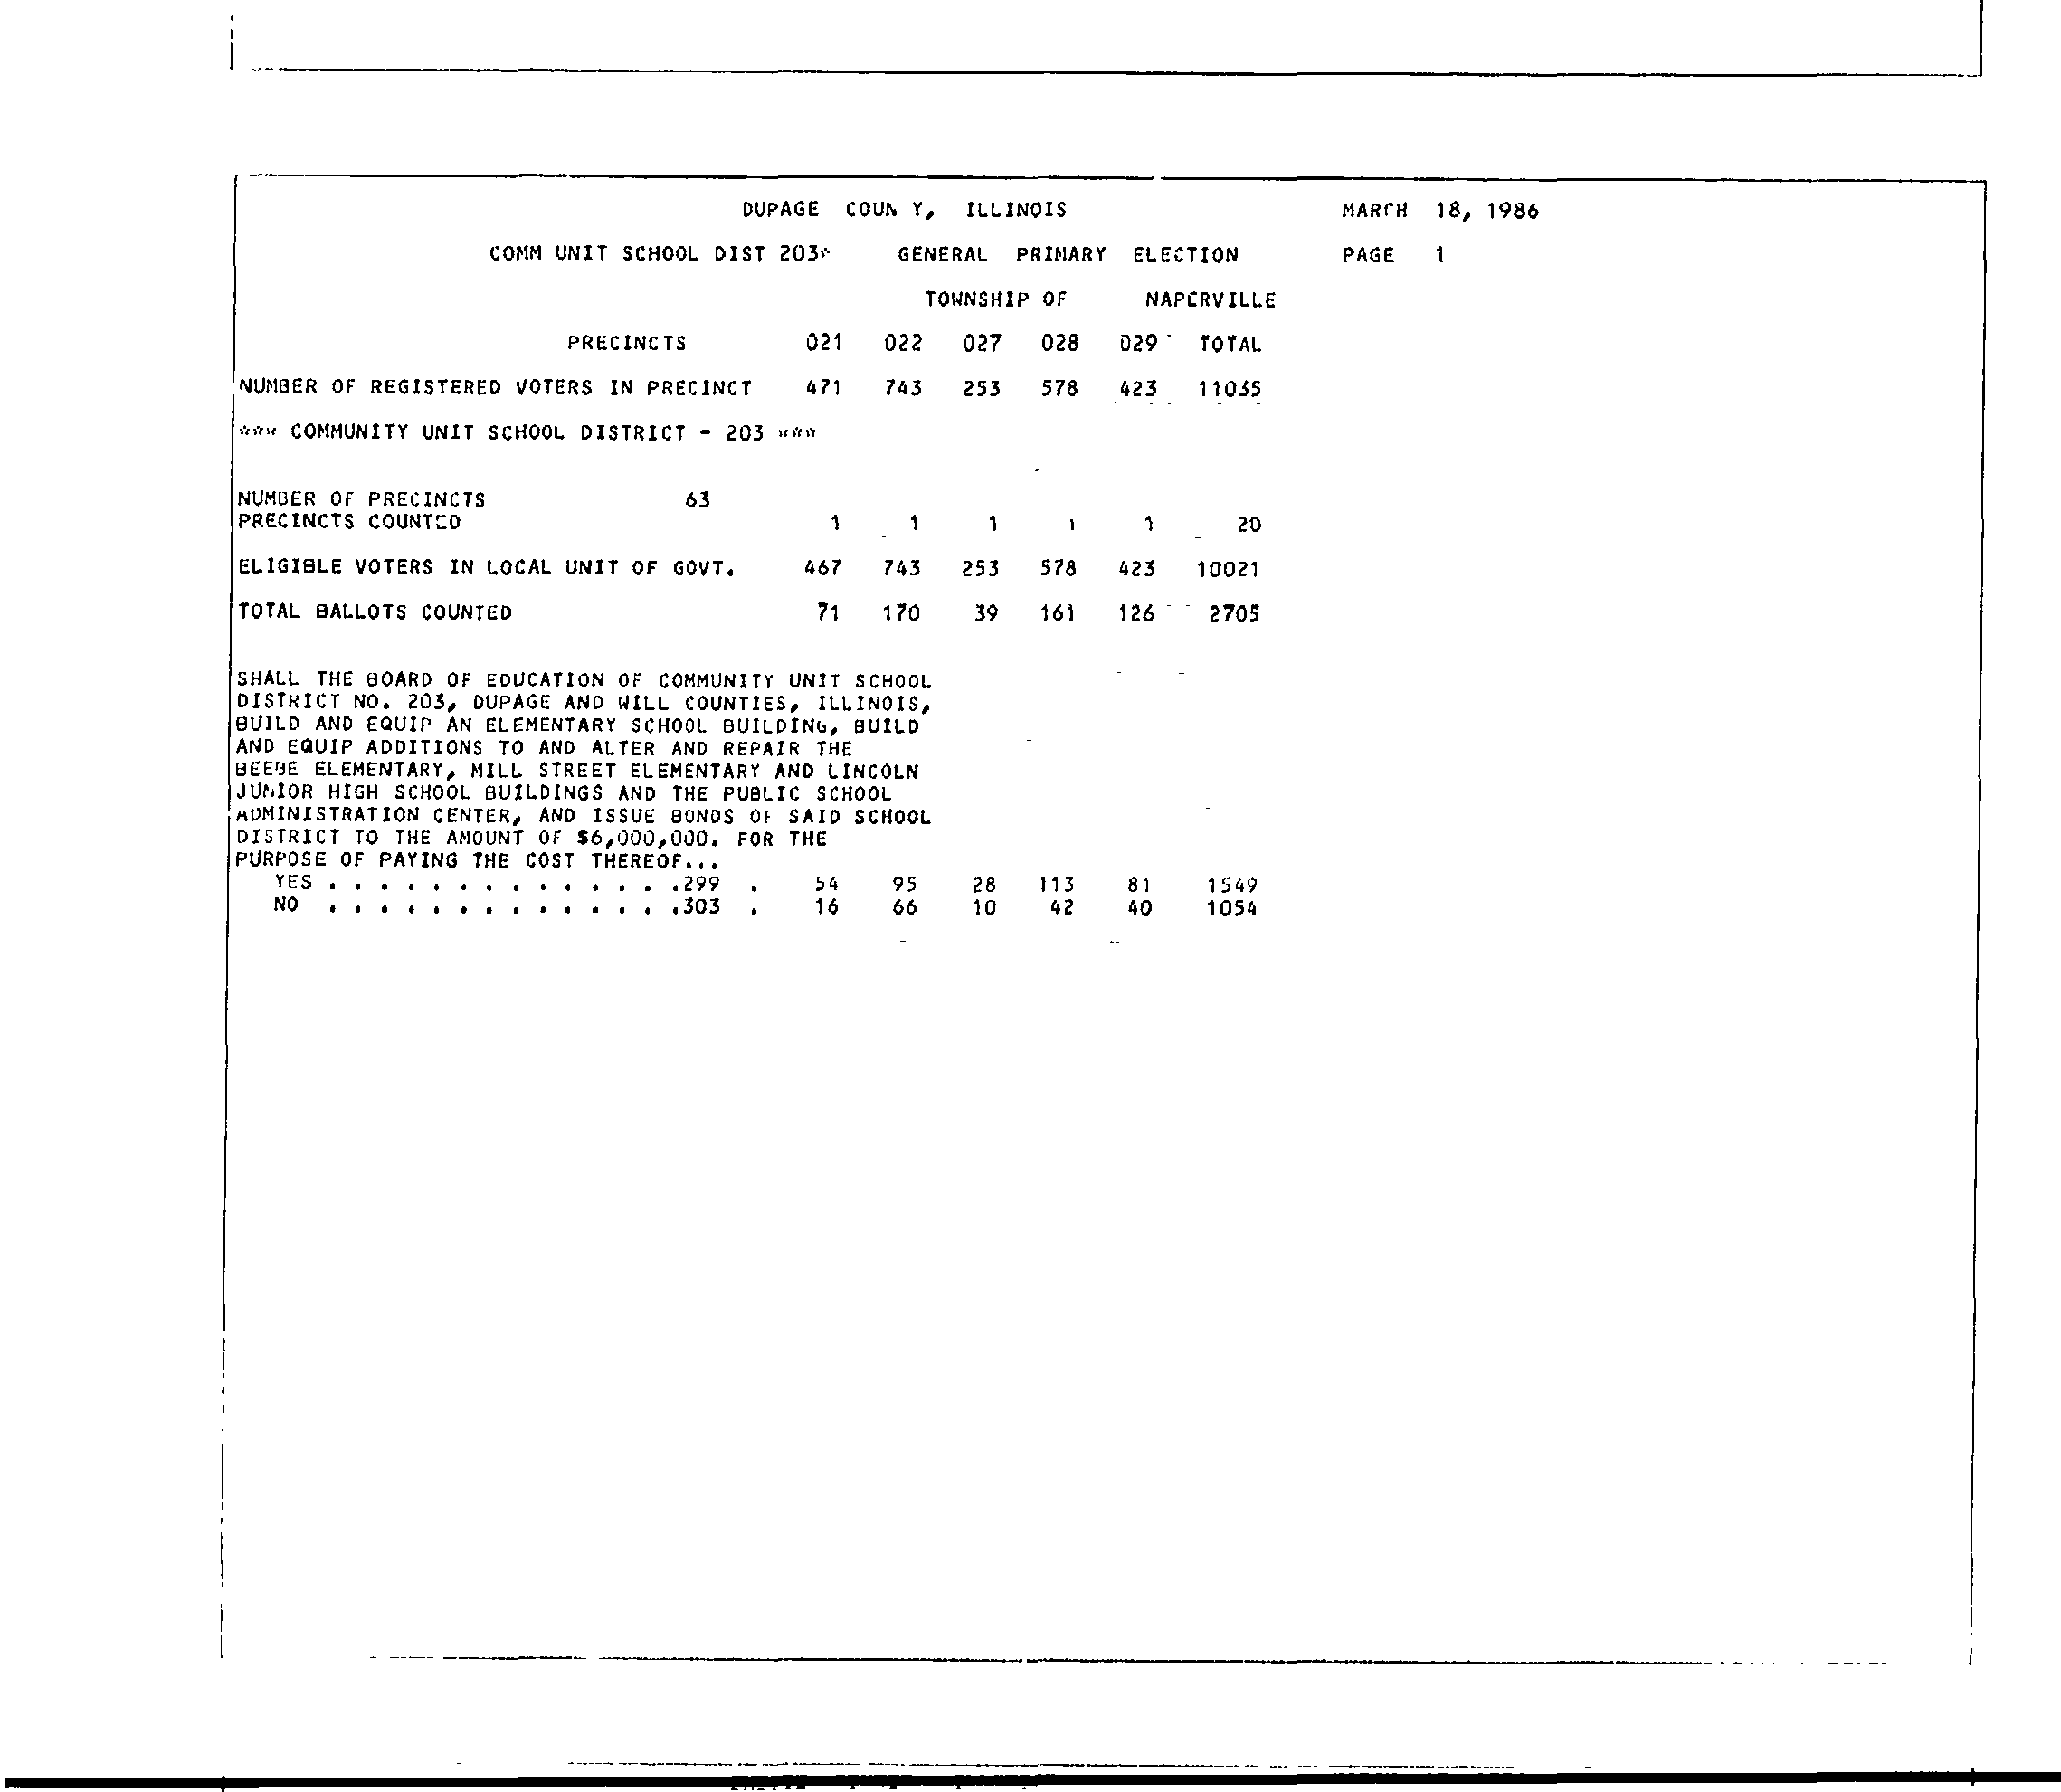 DUPAGE COUN Y, ILLINOIS MARCH 18, 1986
COMM UNIT SCHOOL DIST 203* GENERAL PRIMARY ELECTION PAGE 1
TOWNSHIP OF NAPERVILLE
PRECINCTS 021 022 027 028 029 TOTAL
NUMBER OF REGISTERED VOTERS IN PRECINCT 471 743 253 578 423 11035
*** COMMUNITY UNIT SCHOOL DISTRICT - 203 ***
NUMBER OF PRECINCTS 63
PRECINCTS COUNTED 1 1 1 1 1 20
ELIGIBLE VOTERS IN LOCAL UNIT OF GOVT. 467 743 253 578 423 10021
TOTAL BALLOTS COUNTED 71 170 39 161 126 2705
SHALL THE BOARD OF EDUCATION OF COMMUNITY UNIT SCHOOL
DISTRICT NO. 203, DUPAGE AND WILL COUNTIES, ILLINOIS,
BUILD AND EQUIP AN ELEMENTARY SCHOOL BUILDING, BUILD
AND EQUIP ADDITIONS TO AND ALTER AND REPAIR THE
BEEBE ELEMENTARY, MILL STREET ELEMENTARY AND LINCOLN
JUNIOR HIGH SCHOOL BUILDINGS AND THE PUBLIC SCHOOL
ADMINISTRATION CENTER, AND ISSUE BONDS OF SAID SCHOOL
DISTRICT TO THE AMOUNT OF $6,000,000. FOR THE
PURPOSE OF PAYING THE COST THEREOF...
YES . . . . . . . . . . . . . .299 . 54 95 28 113 81 1549
NO . . . . . . . . . . . . . .303 . 16 66 10 42 40 1054